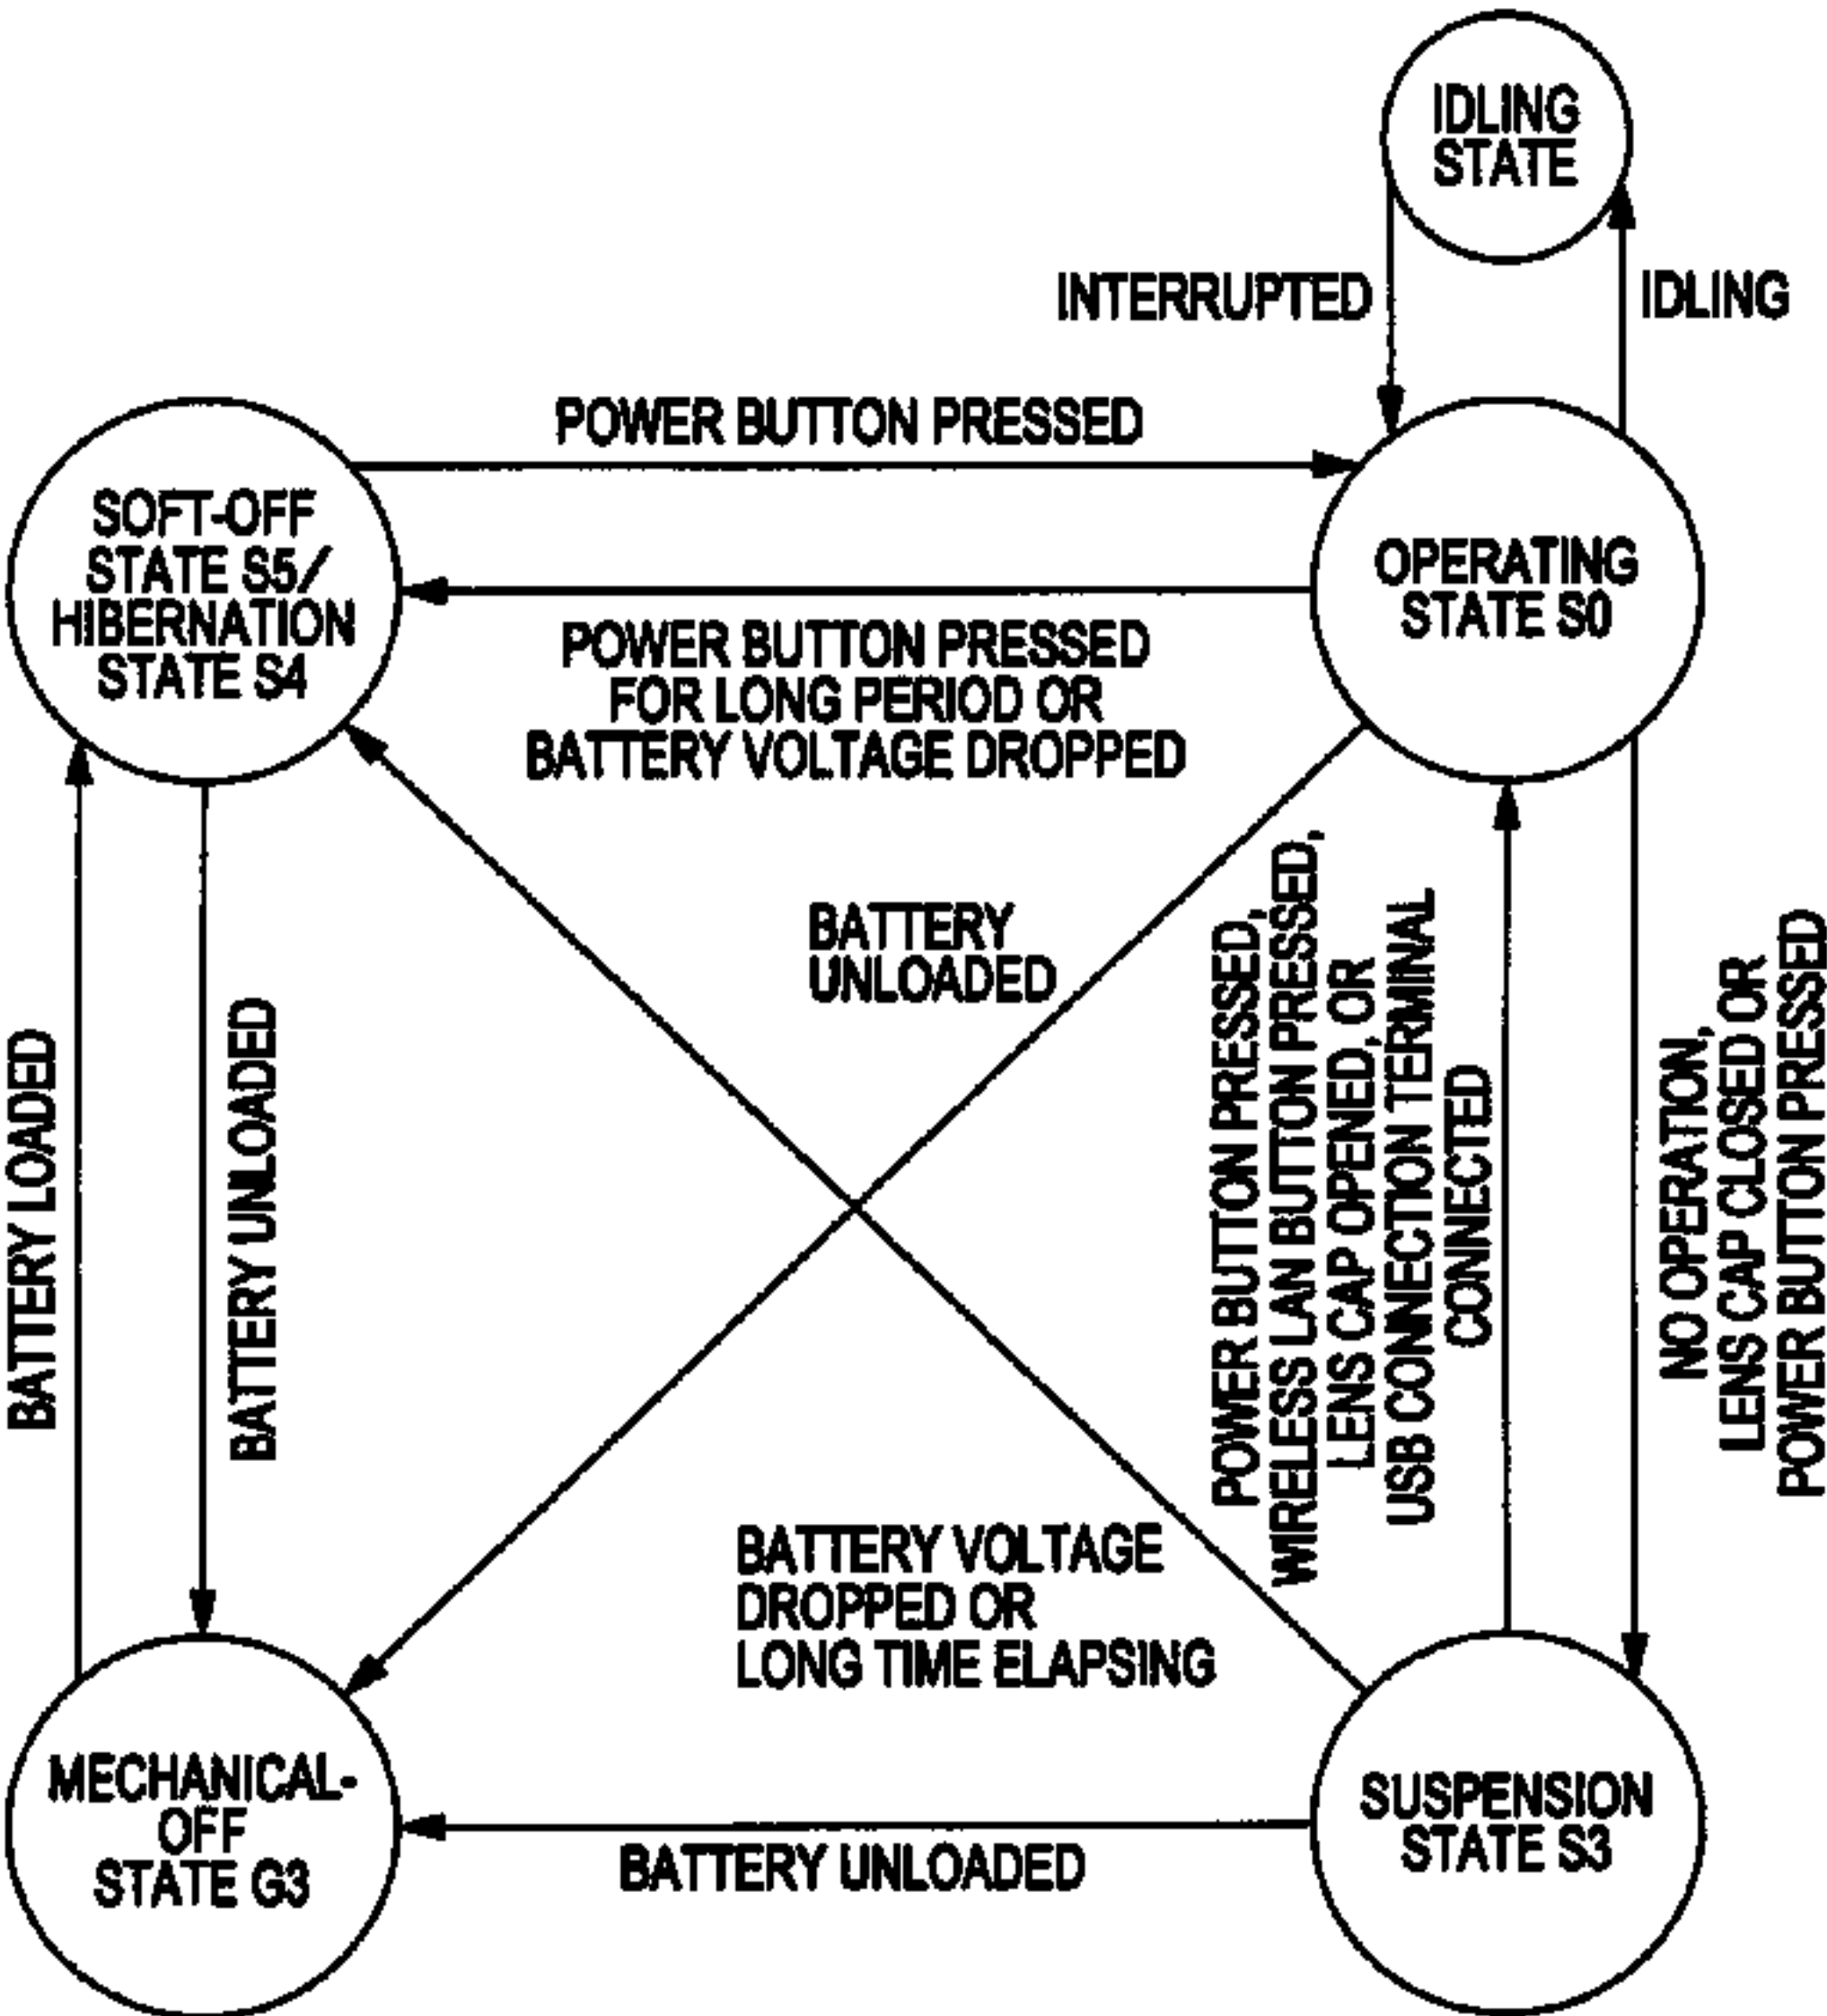 IDLING
STATE
INTERRUPTED
IDLING
POWER BUTTON PRESSED
SOFT-OFF
STATE S5/
HIBERNATION
STATE S4
OPERATING
STATE S0
POWER BUTTON PRESSED
FOR LONG PERIOD OR
BATTERY VOLTAGE DROPPED
BATTERY
UNLOADED
BATTERY LOADED
BATTERY UNLOADED
POWER BUTTON PRESSED,
WIRELESS LAN BUTTON PRESSED,
LENS CAP OPENED, OR
USB CONNECTION TERMINAL
CONNECTED
NO OPERATION,
LENS CAP CLOSED OR
POWER BUTTON PRESSED
BATTERY VOLTAGE
DROPPED OR
LONG TIME ELAPSING
MECHANICAL-
OFF
STATE G3
BATTERY UNLOADED
SUSPENSION
STATE S3